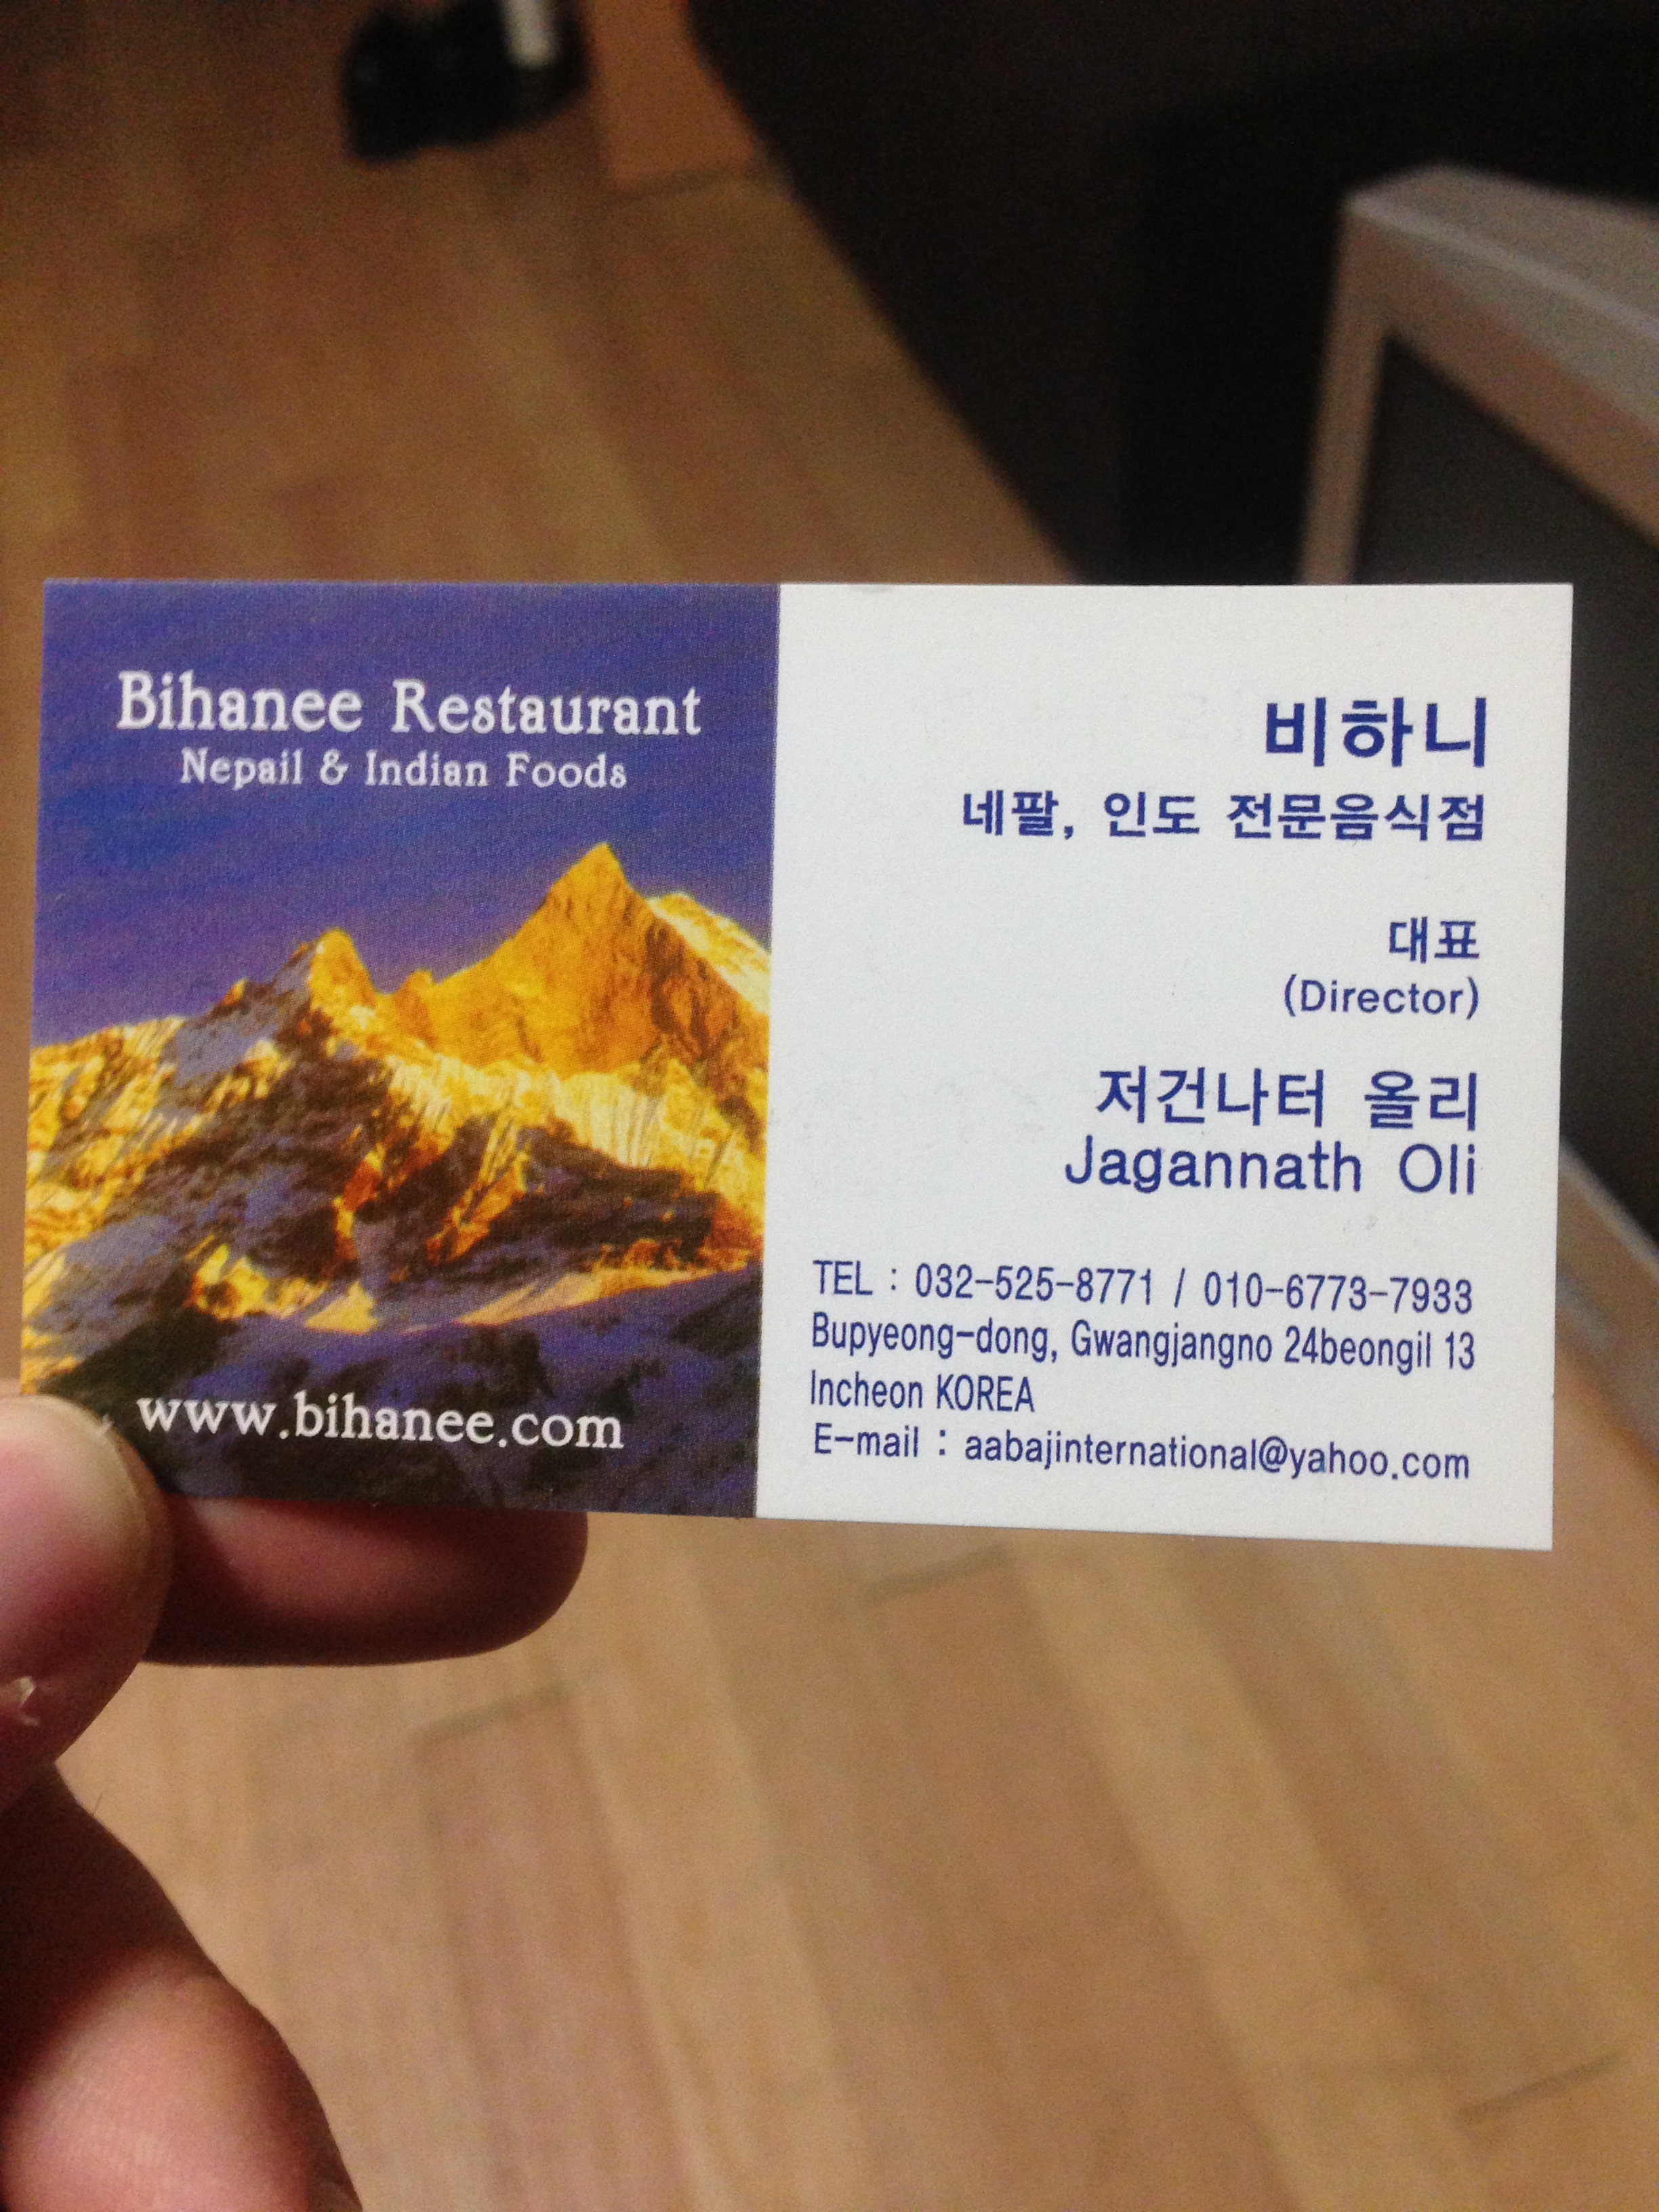 Bihanee Restaurant
Nepail & Indian Foods
www.bihanee.com
비하니
네팔, 인도 전문음식점
대표
(Director)
저건나터 올리
Jagannath Oli
TEL : 032-525-8771 / 010-6773-7933
Bupyeong-dong, Gwangjangno 24beongil 13
Incheon KOREA
E-mail : aabajinternational@yahoo.com